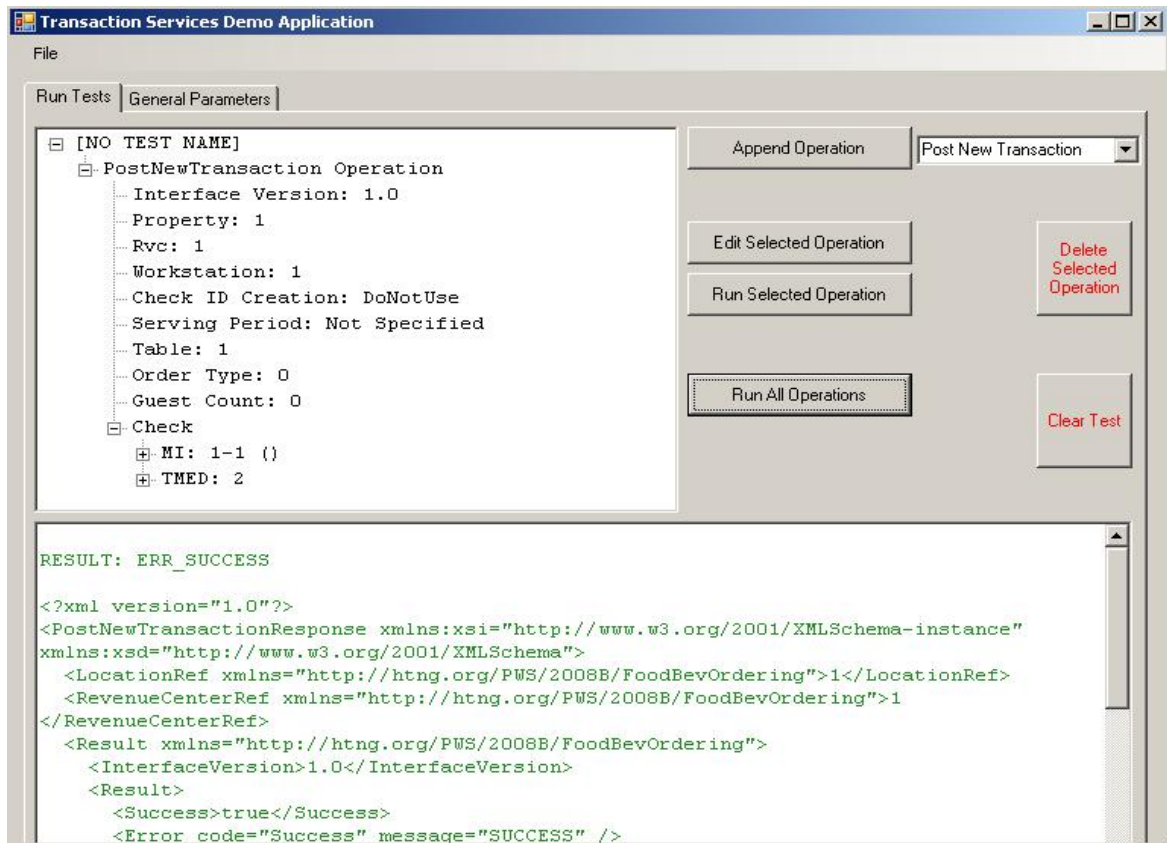 Transaction Services Demo Application
File
Run Tests
General Parameters
[NO TEST NAME]
PostNewTransaction Operation
Interface Version: 1.0
Property: 1
Rvc: 1
Workstation: 1
Check ID Creation: DoNotUse
Serving Period: Not Specified
Table: 1
Order Type: 0
Guest Count: 0
Check
MI: 1-1 ()
TMED: 2
Append Operation
Post New Transaction
Edit Selected Operation
Run Selected Operation
Delete
Selected
Operation
Run All Operations
Clear Test
RESULT: ERR_SUCCESS
<?xml version="1.0"?>
<PostNewTransactionResponse xmlns:xsi="http://www.w3.org/2001/XMLSchema-instance"
xmlns:xsd="http://www.w3.org/2001/XMLSchema">
<LocationRef xmlns="http://htng.org/PWS/2008B/FoodBevOrdering">1</LocationRef>
<RevenueCenterRef xmlns="http://htng.org/PWS/2008B/FoodBevOrdering">1
</RevenueCenterRef>
<Result xmlns="http://htng.org/PWS/2008B/FoodBevOrdering">
<InterfaceVersion>1.0</InterfaceVersion>
<Result>
<Success>true</Success>
<Error code="Success" message="SUCCESS" />